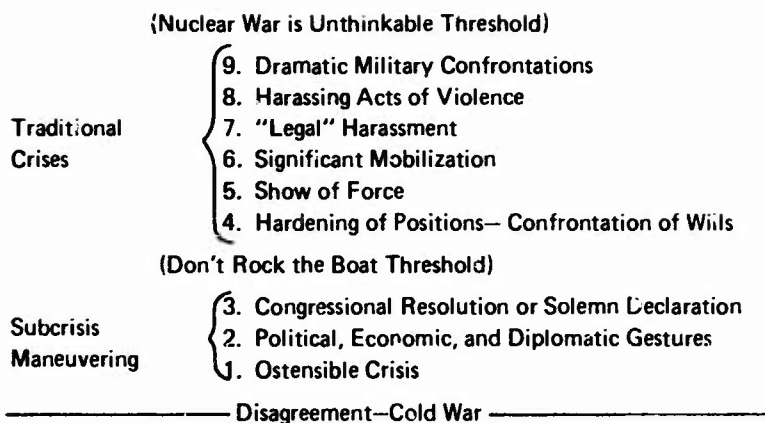 (Nuclear War is Unthinkable Threshold)
9. Dramatic Military Confrontations
8. Harassing Acts of Violence
Traditional
7. "Legal" Harassment
Crises
6. Significant Mobilization
5. Show of Force
4. Hardening of Positions— Confrontation of Wills
(Don't Rock the Boat Threshold)
3. Congressional Resolution or Solemn Declaration
Subcrisis
2. Political, Economic, and Diplomatic Gestures
Maneuvering
1. Ostensible Crisis
Disagreement—Cold War